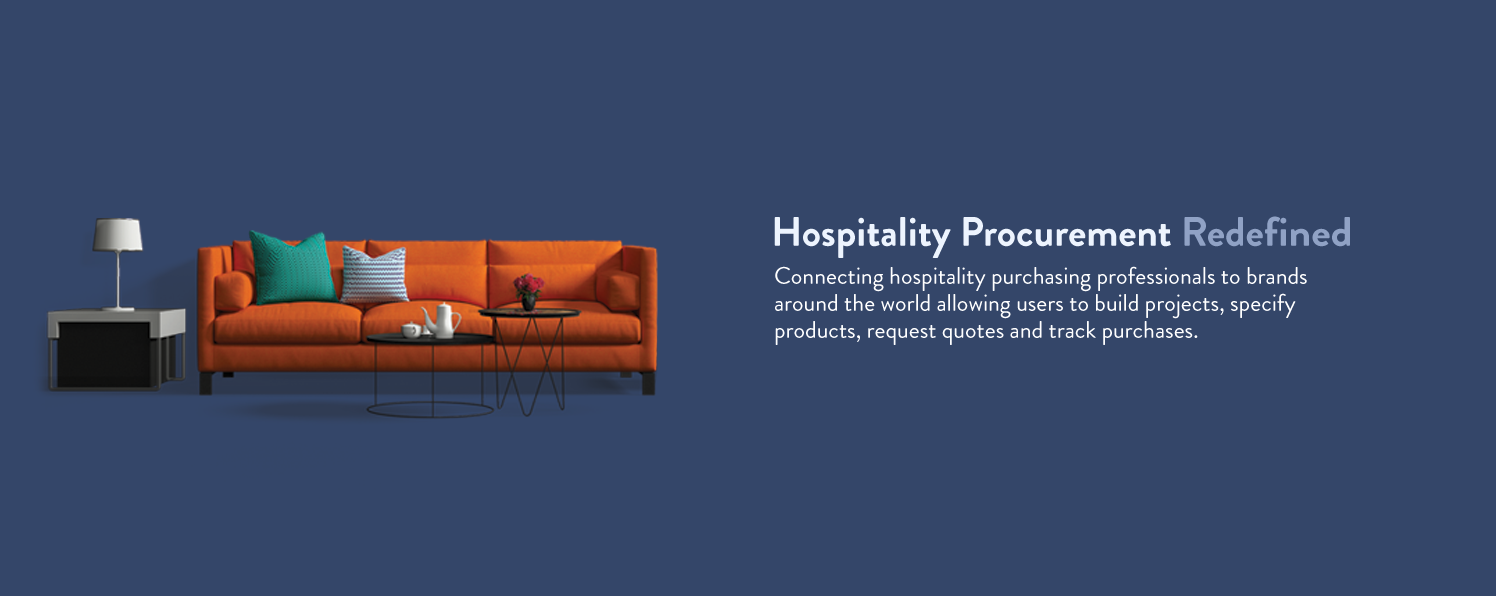 Hospitality Procurement Redefined
Connecting hospitality purchasing professionals to brands
around the world allowing users to build projects, specify
products, request quotes and track purchases.